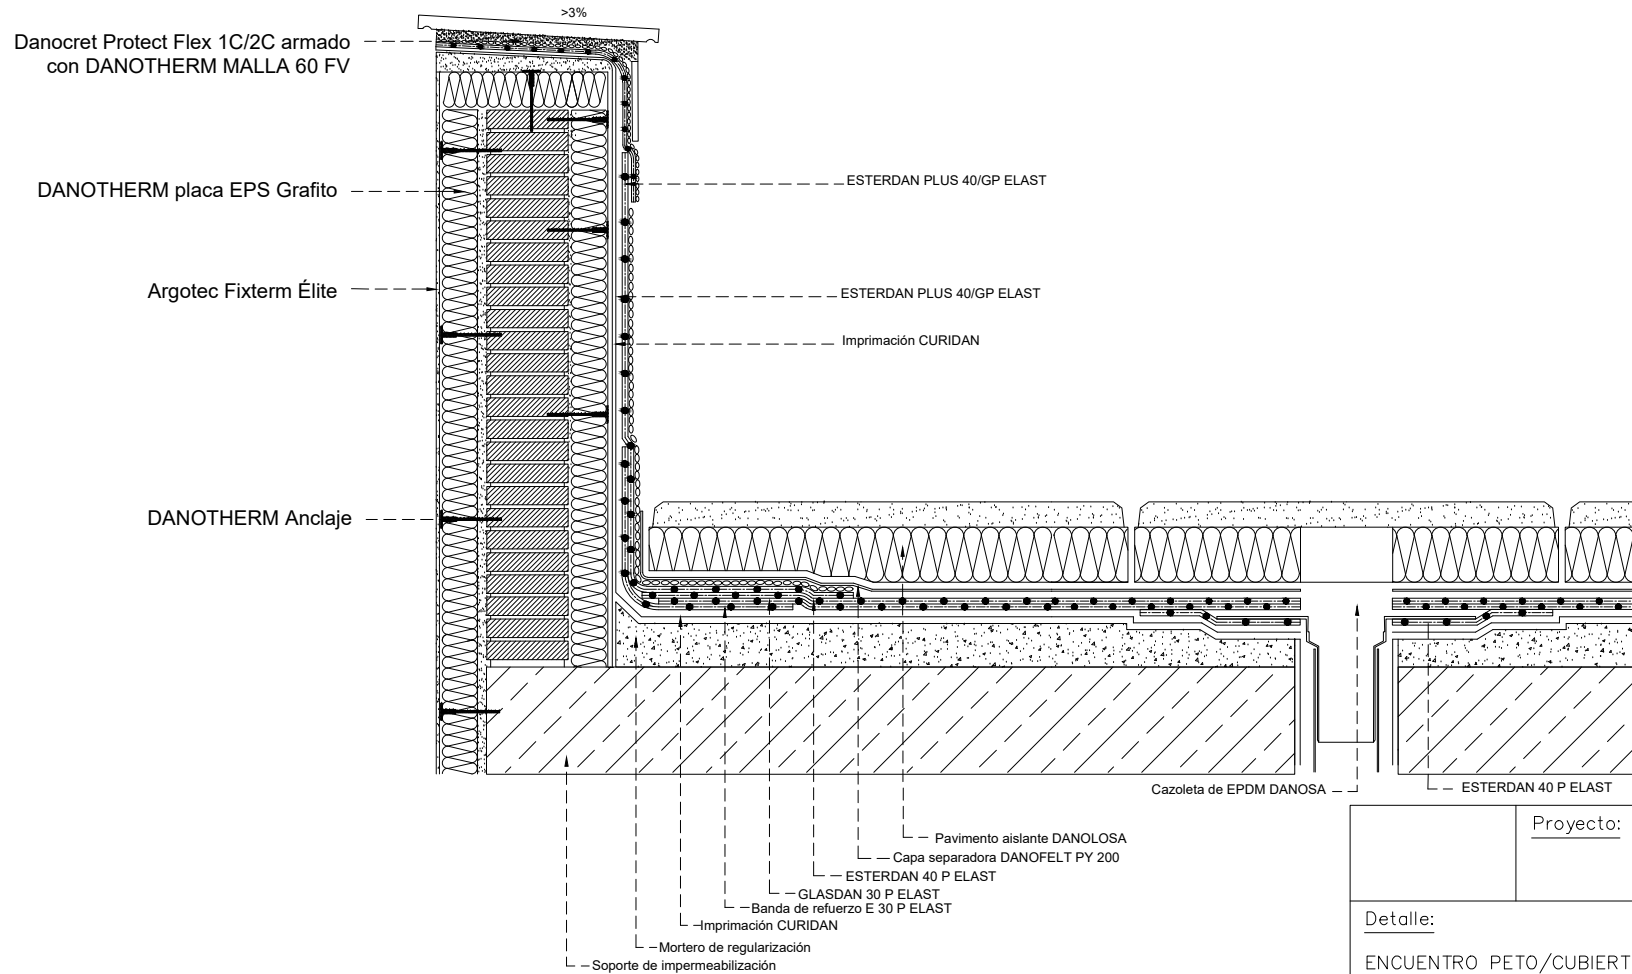 >3%
Danocret Protect Flex 1C/2C armado
con DANOTHERM MALLA 60 FV
ESTERDAN PLUS 40/GP ELAST
DANOTHERM placa EPS Grafito
Argotec Fixterm Élite
ESTERDAN PLUS 40/GP ELAST
Imprimación CURIDAN
DANOTHERM Anclaje
Cazoleta de EPDM DANOSA
ESTERDAN 40 P ELAST
Pavimento aislante DANOLOSA
Capa separadora DANOFELT PY 200
ESTERDAN 40 P ELAST
GLASDAN 30 P ELAST
Banda de refuerzo E 30 P ELAST
Imprimación CURIDAN
Mortero de regularización
Soporte de impermeabilización
Proyecto:
Detalle:
ENCUENTRO PETO/CUBIERT